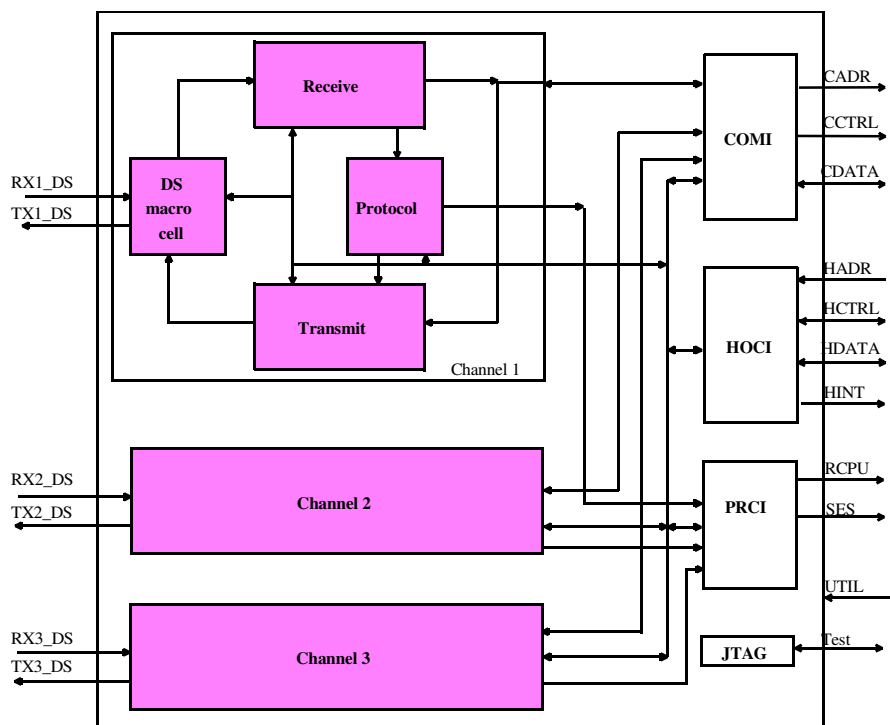 Receive
DS
macro
cell
Protocol
Transmit
Channel 1
RX1_DS
TX1_DS
COMI
CADR
CCTRL
CDATA
HOCI
HADR
HCTRL
HDATA
HINT
RX2_DS
TX2_DS
Channel 2
PRCI
RCPU
SES
UTIL
RX3_DS
TX3_DS
Channel 3
JTAG
Test